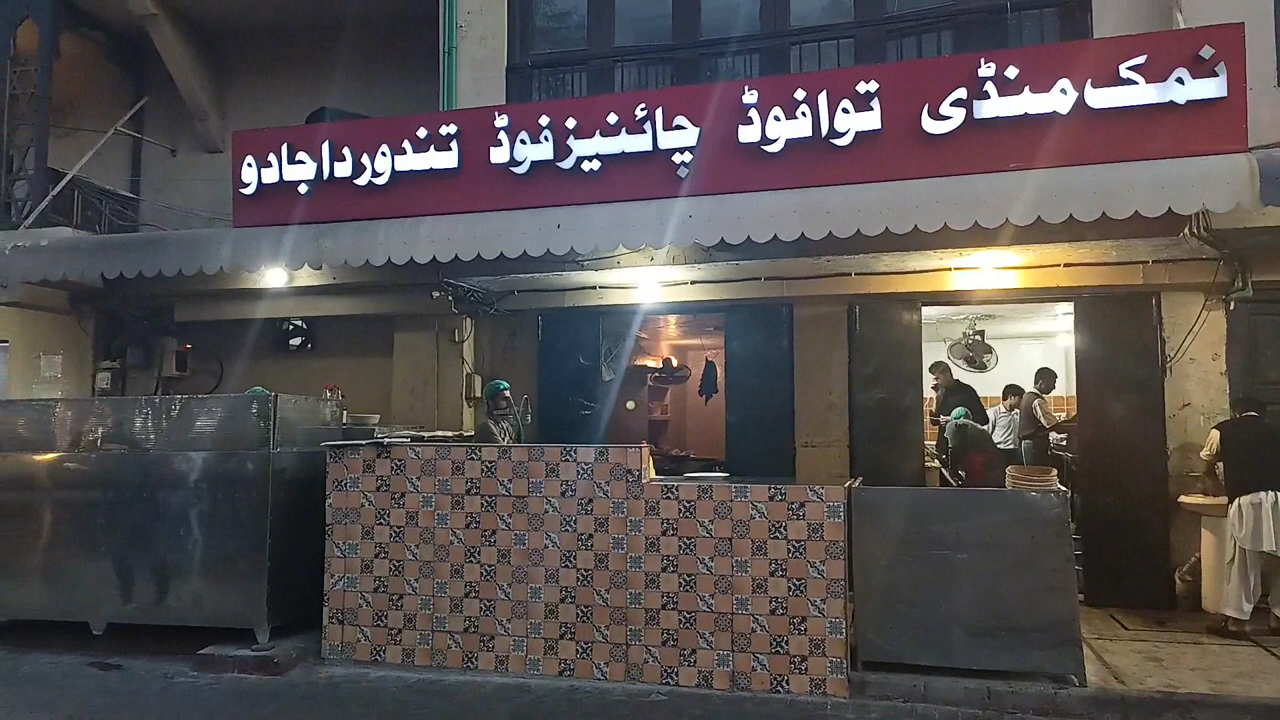 نمک منڈی توا فوڈ چائنیز فوڈ تندور دا جادو